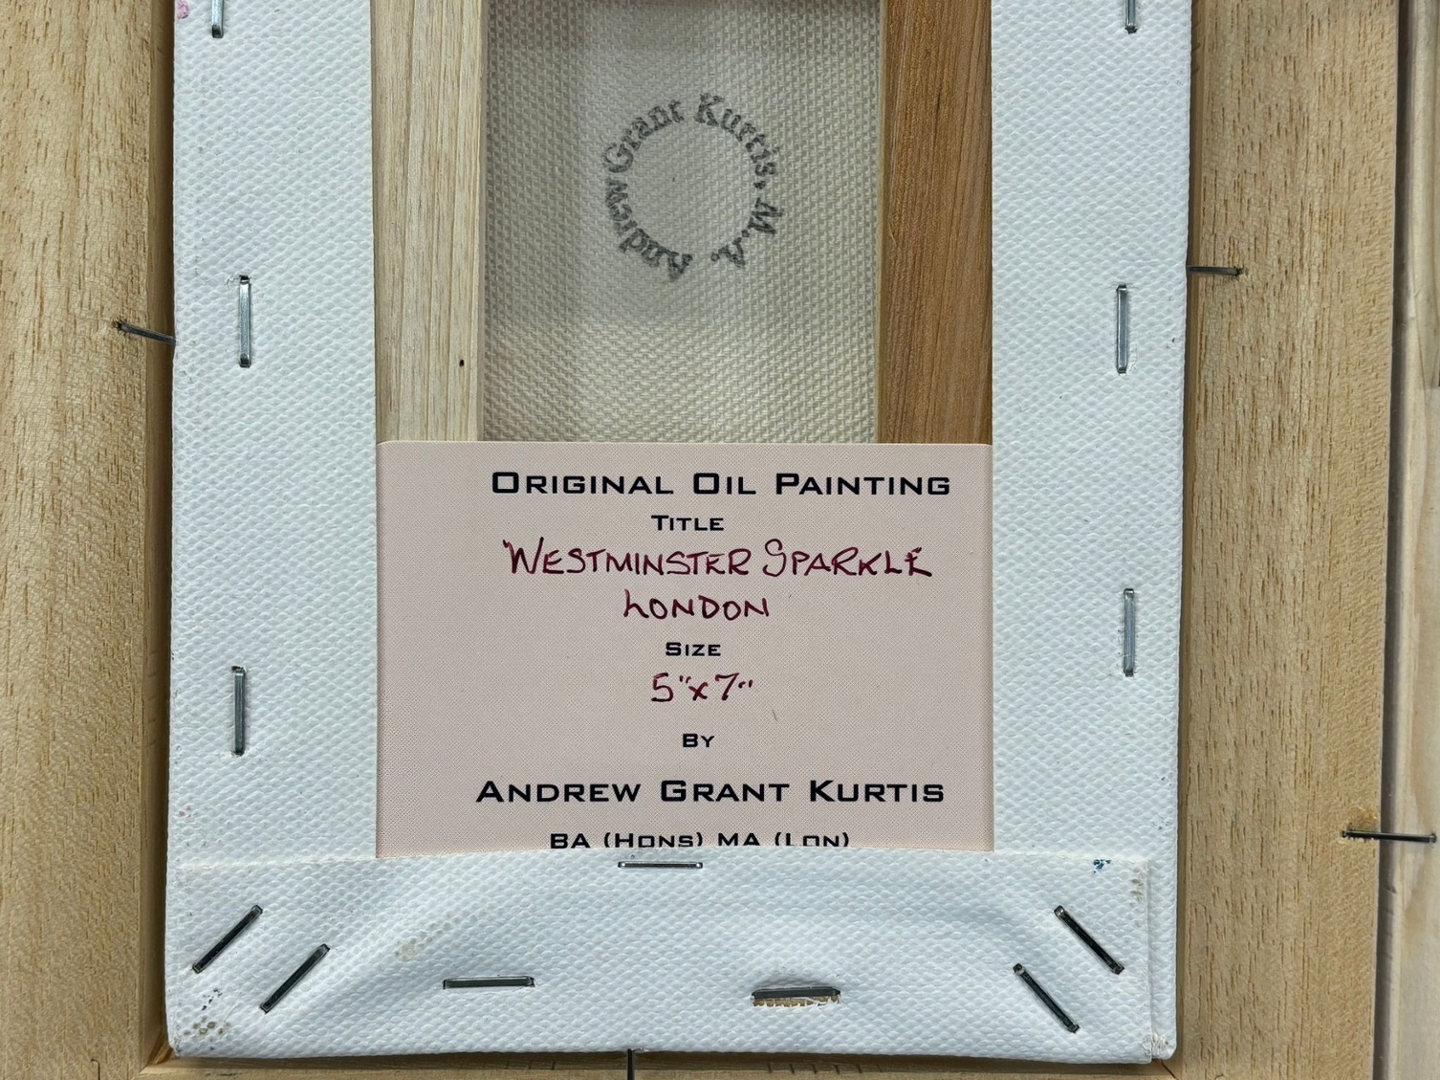 Andrew Grant Kurtis, M.A.
ORIGINAL OIL PAINTING
TITLE
WESTMINSTER SPARKLE
LONDON
SIZE
5"x7"
BY
ANDREW GRANT KURTIS
BA (HONS) MA (LON)